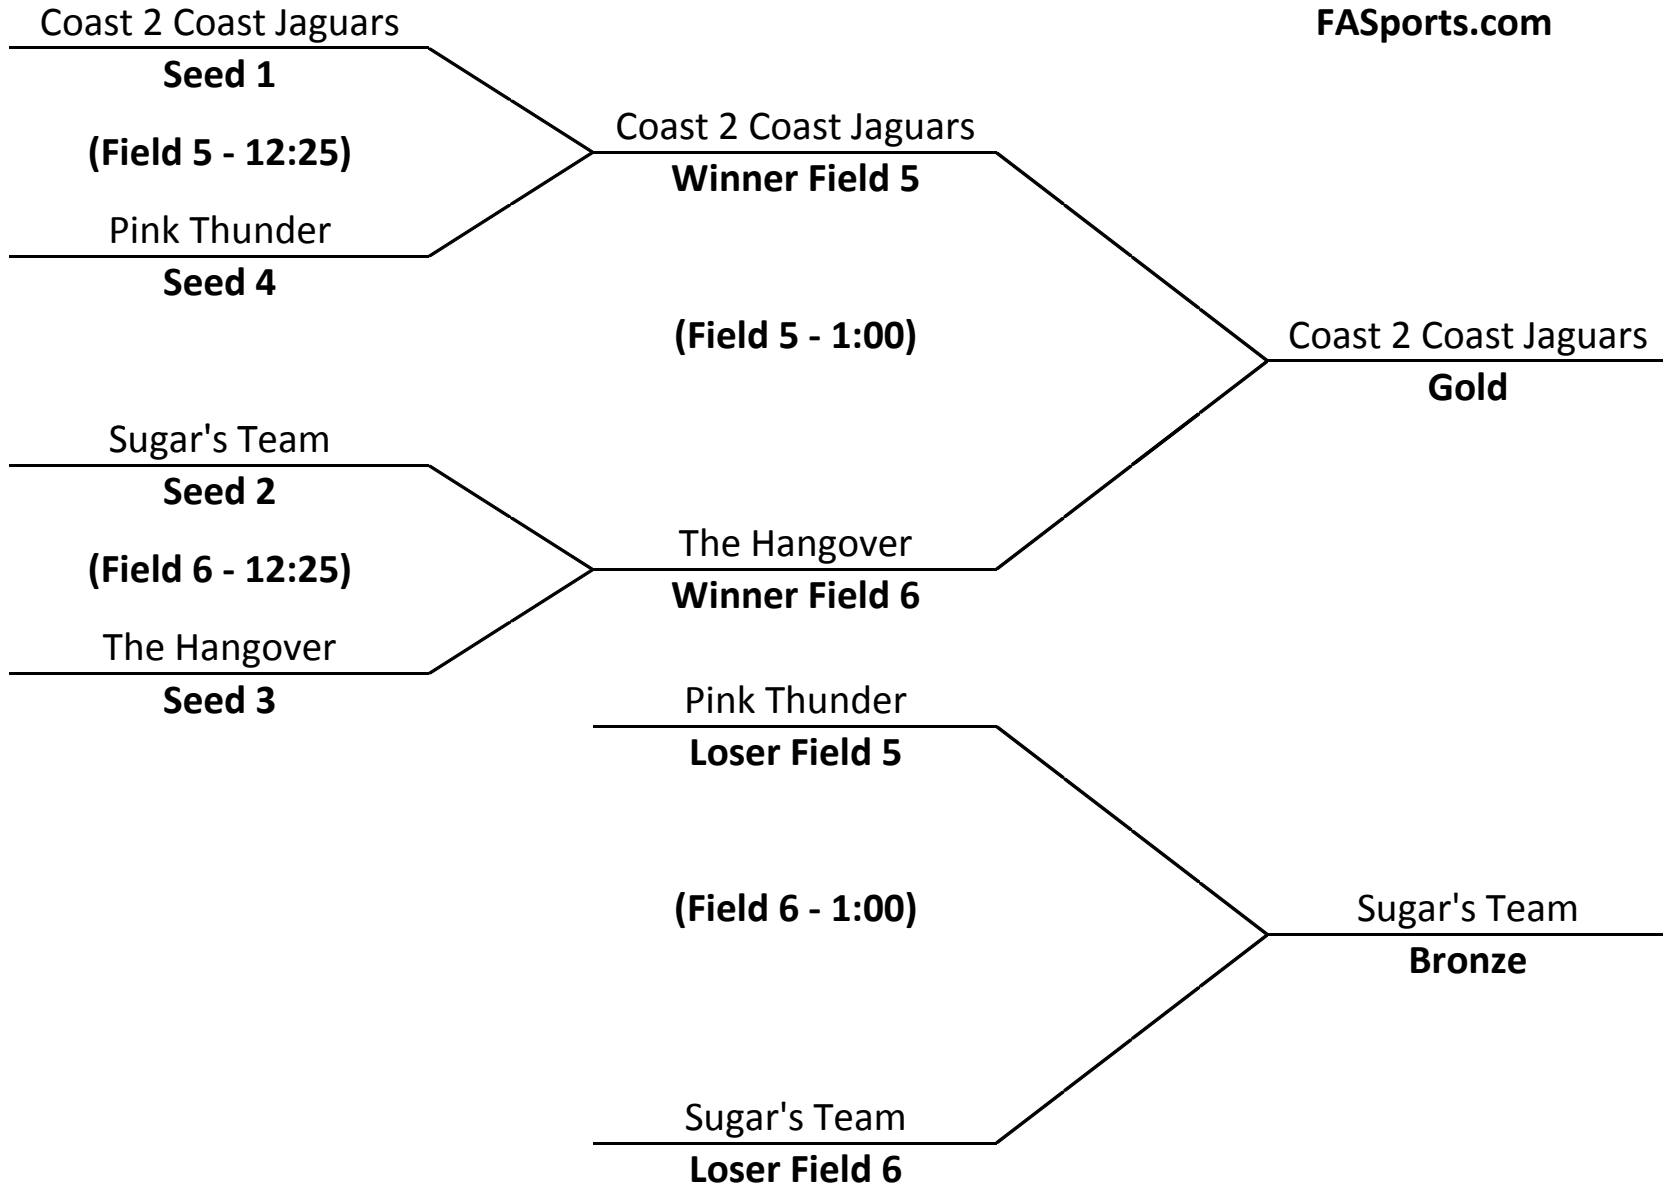 Coast 2 Coast Jaguars
FASports.com
Seed 1
Coast 2 Coast Jaguars
(Field 5 - 12:25)
Winner Field 5
Pink Thunder
Seed 4
(Field 5 - 1:00)
Coast 2 Coast Jaguars
Gold
Sugar's Team
Seed 2
The Hangover
(Field 6 - 12:25)
Winner Field 6
The Hangover
Seed 3
Pink Thunder
Loser Field 5
(Field 6 - 1:00)
Sugar's Team
Bronze
Sugar's Team
Loser Field 6